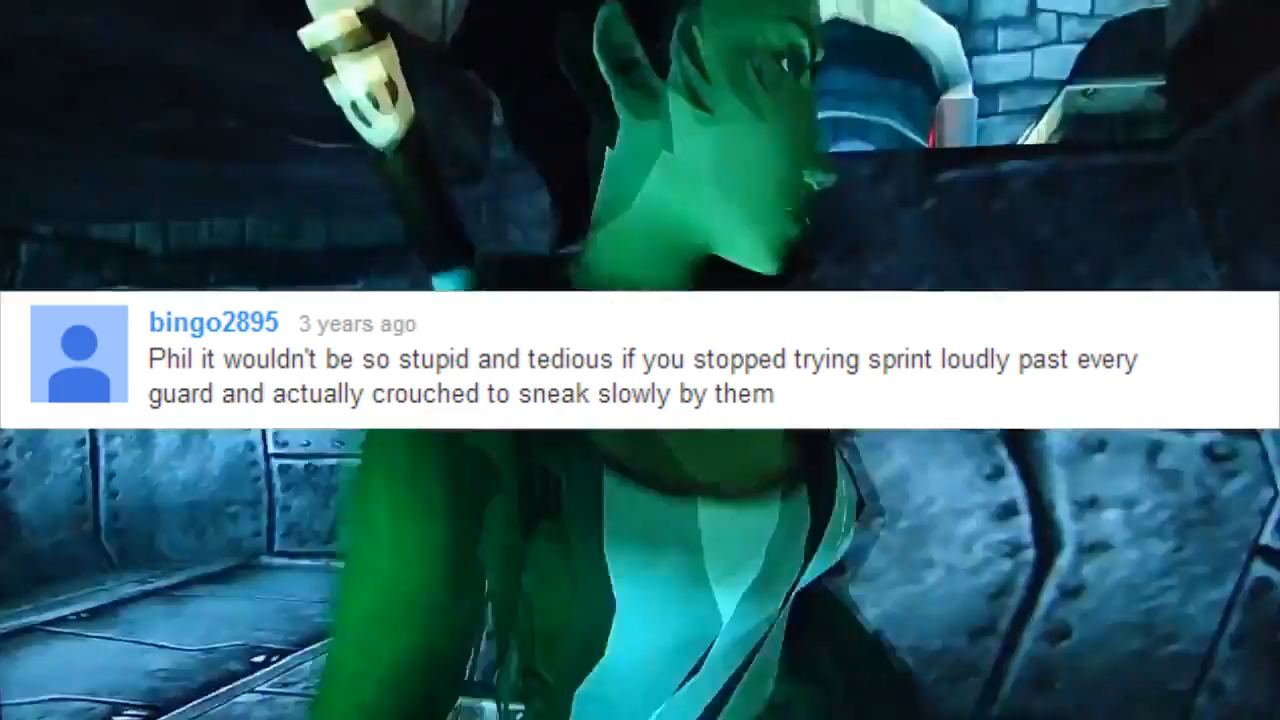 bingo2895 3 years ago
Phil it wouldn't be so stupid and tedious if you stopped trying sprint loudly past every
guard and actually crouched to sneak slowly by them